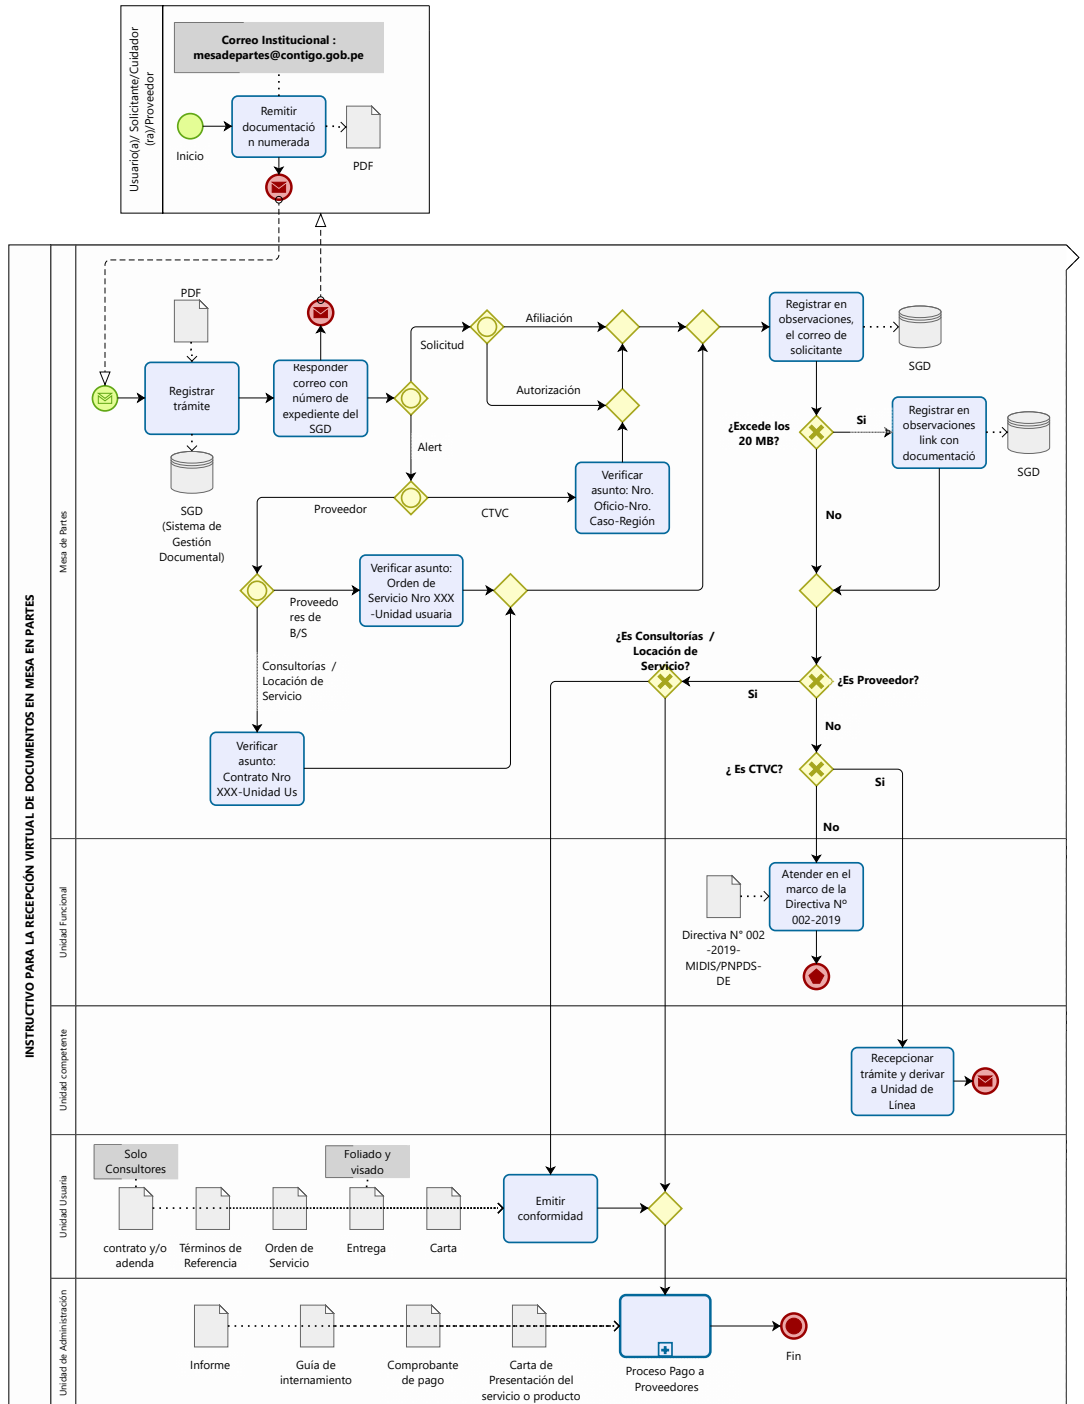 Usuario(a)/ Solicitante/Cuidador
(ra)/Proveedor
Correo Institucional :
mesadepartes@contigo.gob.pe
Inicio
Remitir
documentació
n numerada
PDF
INSTRUCTIVO PARA LA RECEPCIÓN VIRTUAL DE DOCUMENTOS EN MESA EN PARTES
Mesa de Partes
PDF
Registrar
trámite
SGD
(Sistema de
Gestión
Documental)
Responder
correo con
número de
expediente del
SGD
Solicitud
Afiliación
Autorización
Alert
Proveedor
CTVC
Verificar
asunto: Nro.
Oficio-Nro.
Caso-Región
Proveedo
res de
B/S
Verificar asunto:
Orden de
Servicio Nro XXX
-Unidad usuaria
Consultorías /
Locación de
Servicio
Verificar
asunto:
Contrato Nro
XXX-Unidad Us
Registrar en
observaciones,
el correo de
solicitante
SGD
¿Excede los
20 MB?
Si
Registrar en
observaciones
link con
documentació
SGD
No
¿Es Consultorías /
Locación de
Servicio?
Si
¿Es Proveedor?
No
¿ Es CTVC?
Si
No
Unidad Funcional
Directiva N° 002
-2019-
MIDIS/PNPDS-
DE
Atender en el
marco de la
Directiva Nº
002-2019
Unidad competente
Recepcionar
trámite y derivar
a Unidad de
Línea
Unidad Usuaria
Solo
Consultores
contrato y/o
adenda
Términos de
Referencia
Orden de
Servicio
Foliado y
visado
Entrega
Carta
Emitir
conformidad
Unidad de Administración
Informe
Guía de
internamiento
Comprobante
de pago
Carta de
Presentación del
servicio o producto
Proceso Pago a
Proveedores
Fin